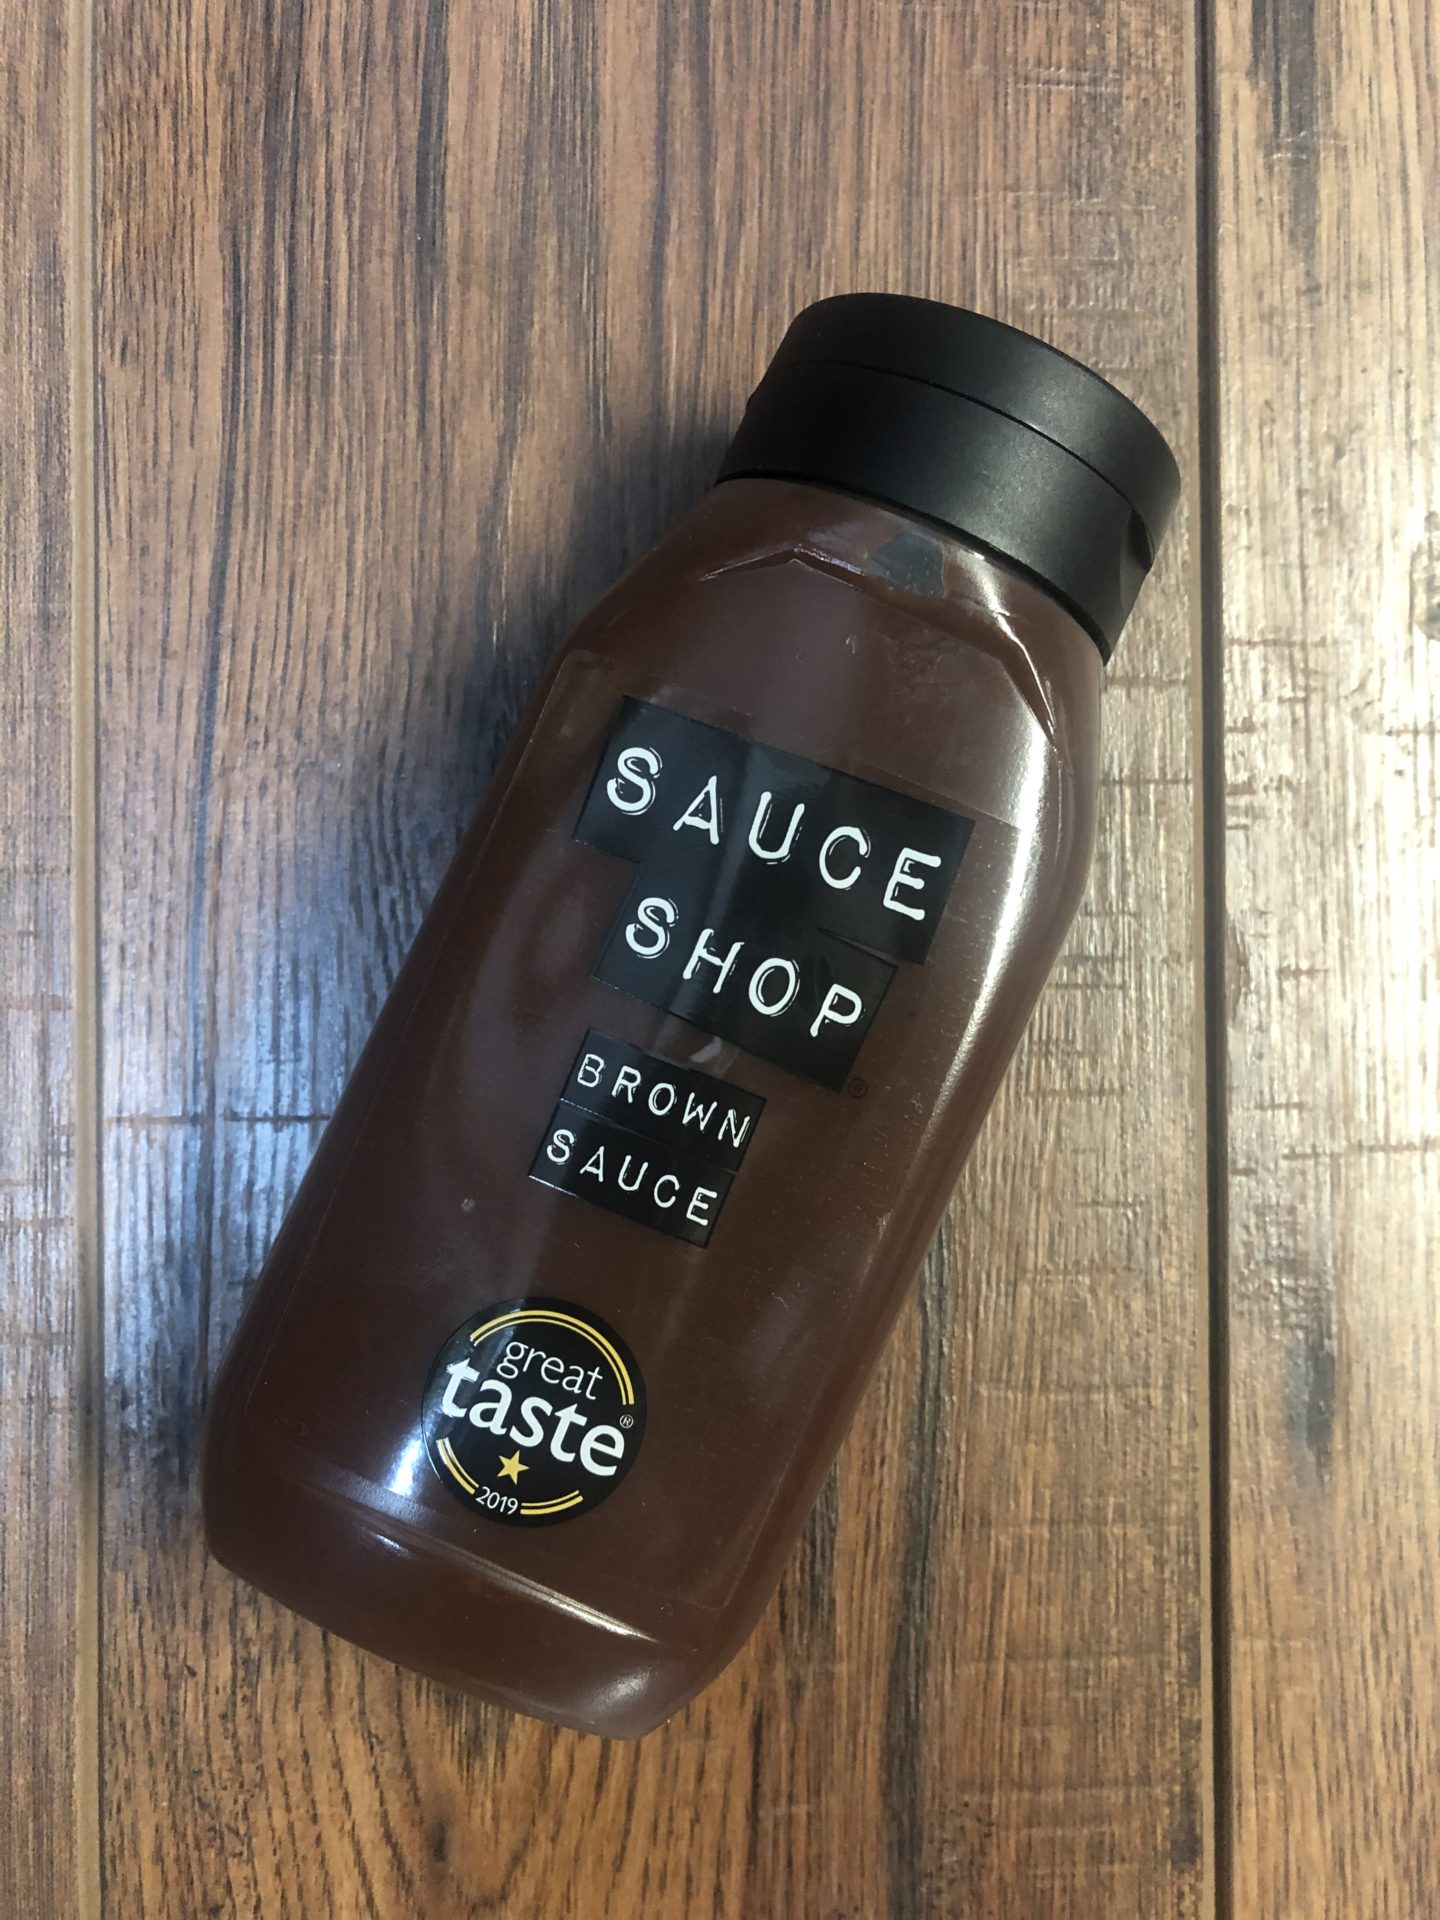 SAUCE
SHOP
®
BROWN
SAUCE
great
taste®
2019